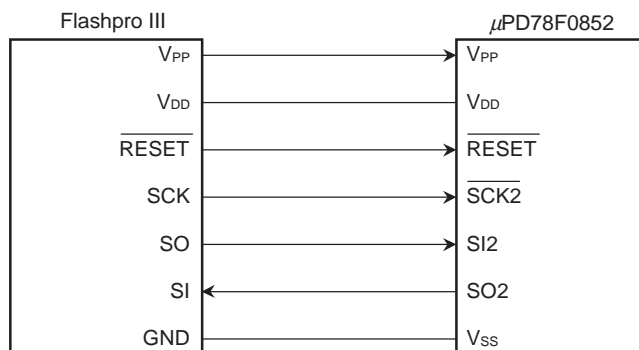 Flashpro III
μPD78F0852
VPP
VPP
VDD
VDD
RESET
RESET
SCK
SCK2
SO
SI2
SI
SO2
GND
VSS